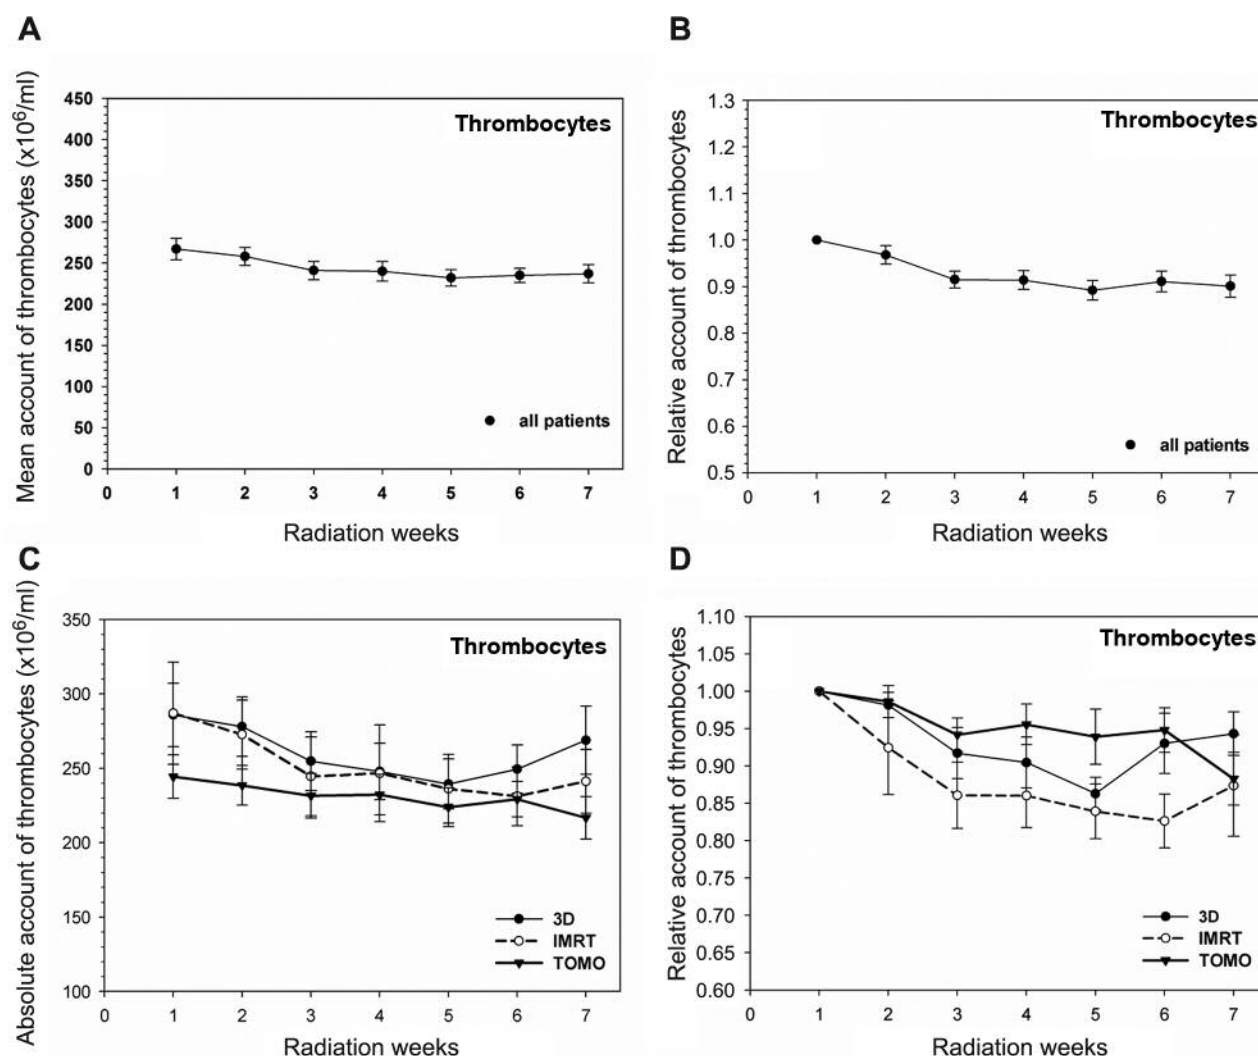 A
Mean account of thrombocytes (x10⁶/ml)
450
400
350
300
250
200
150
100
50
0
Thrombocytes
all patients
0 1 2 3 4 5 6 7
Radiation weeks
B
Relative account of thrombocytes
1.3
1.2
1.1
1.0
0.9
0.8
0.7
0.6
0.5
Thrombocytes
all patients
0 1 2 3 4 5 6 7
Radiation weeks
C
Absolute account of thrombocytes (x10⁶/ml)
350
300
250
200
150
100
Thrombocytes
3D
IMRT
TOMO
0 1 2 3 4 5 6 7
Radiation weeks
D
Relative account of thrombocytes
1.10
1.05
1.00
0.95
0.90
0.85
0.80
0.75
0.70
0.65
0.60
Thrombocytes
3D
IMRT
TOMO
0 1 2 3 4 5 6 7
Radiation weeks